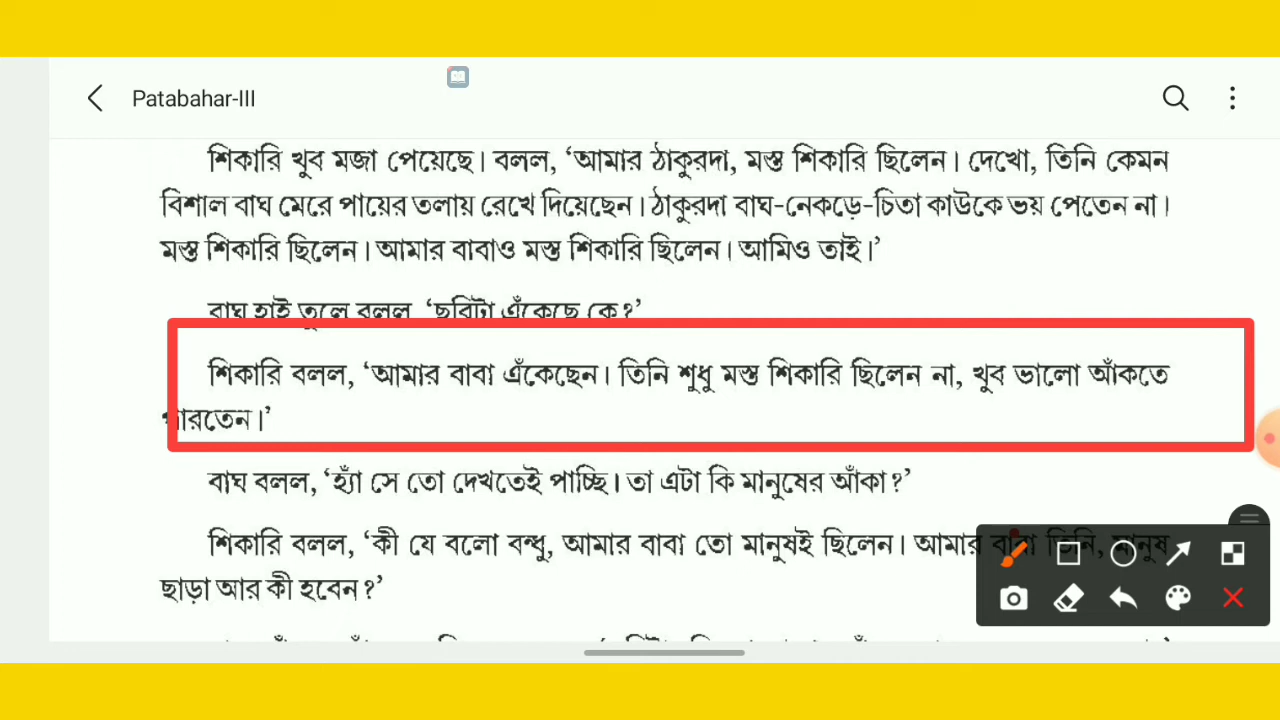 Patabahar-III
শিকারি খুব মজা পেয়েছে। বলল, ‘আমার ঠাকুরদা, মস্ত শিকারি ছিলেন। দেখো, তিনি কেমন
বিশাল বাঘ মেরে পায়ের তলায় রেখে দিয়েছেন। ঠাকুরদা বাঘ-নেকড়ে-চিতা কাউকে ভয় পেতেন না।
মস্ত শিকারি ছিলেন। আমার বাবাও মস্ত শিকারি ছিলেন। আমিও তাই।’
বাঘ হাই তুলে বলল, ‘ছবিটা এঁকেছে কে?’
শিকারি বলল, ‘আমার বাবা এঁকেছেন। তিনি শুধু মস্ত শিকারি ছিলেন না, খুব ভালো আঁকতে
পারতেন।’
বাঘ বলল, ‘হ্যাঁ সে তো দেখতেই পাচ্ছি। তা এটা কি মানুষের আঁকা?’
শিকারি বলল, ‘কী যে বলো বন্ধু, আমার বাবা তো মানুষই ছিলেন। আমার বাবা তিনি, মানুষ
ছাড়া আর কী হবেন?’